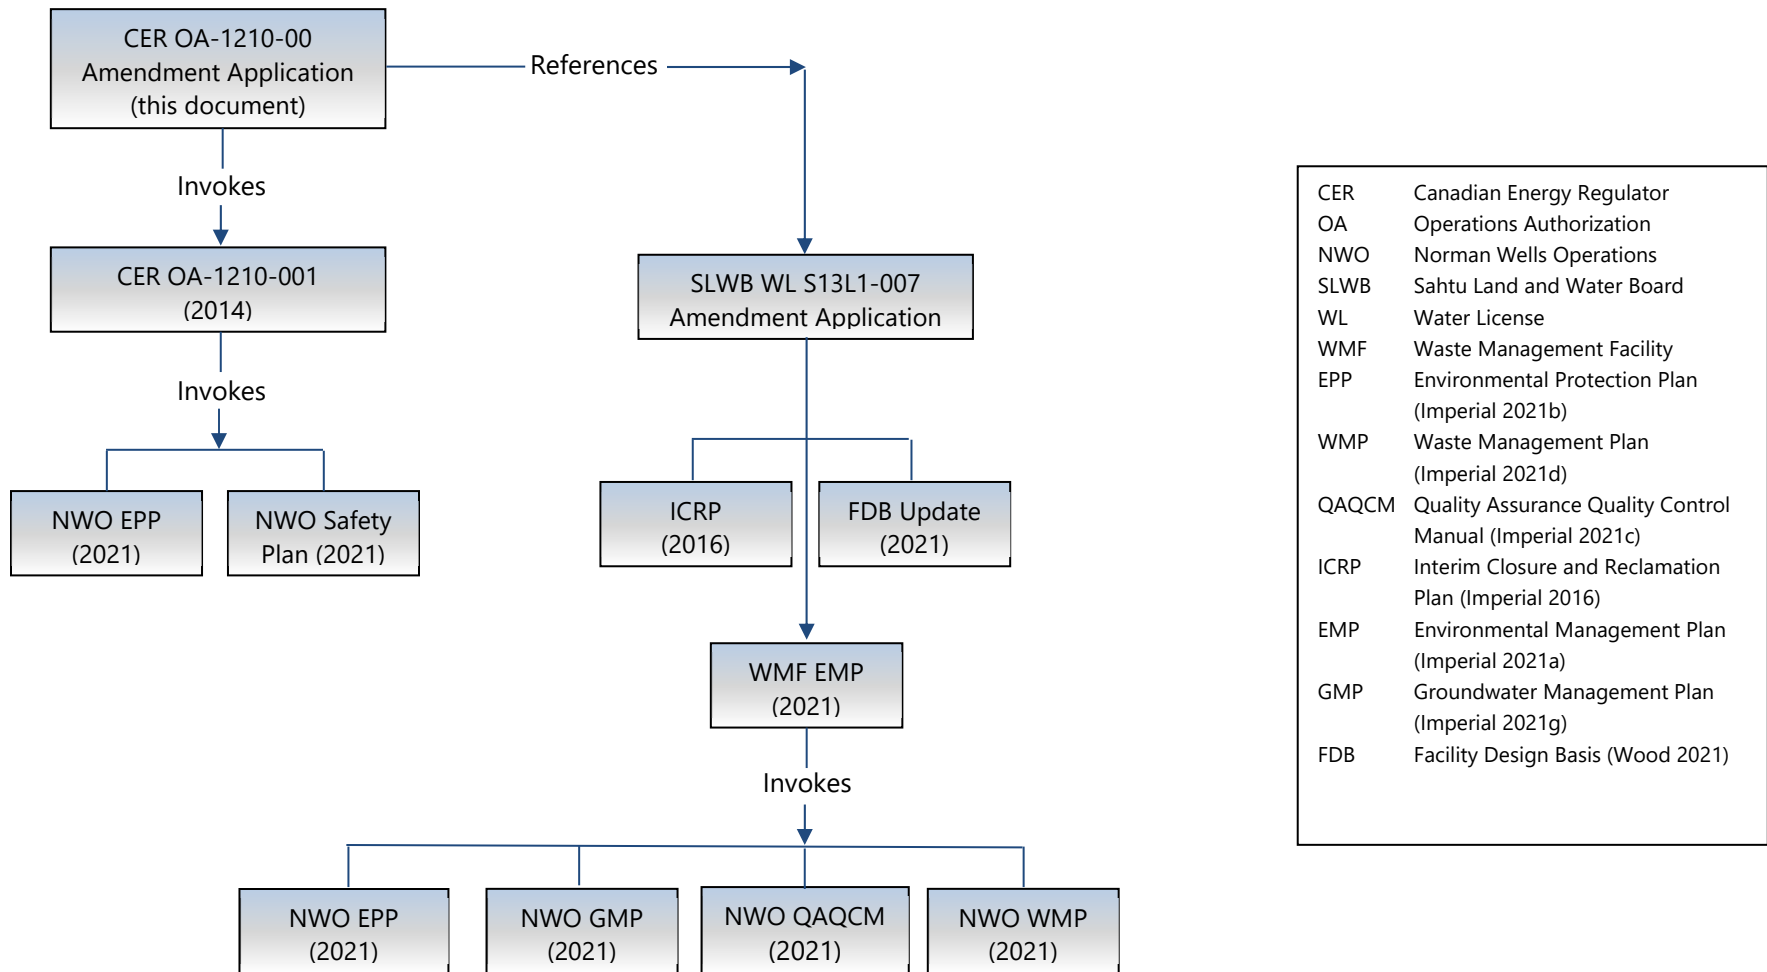 CER OA-1210-00
Amendment Application
(this document)
References
Invokes
CER OA-1210-001
(2014)
Invokes
NWO EPP
(2021)
NWO Safety
Plan (2021)
SLWB WL S13L1-007
Amendment Application
ICRP
(2016)
FDB Update
(2021)
WMF EMP
(2021)
Invokes
NWO EPP
(2021)
NWO GMP
(2021)
NWO QAQCM
(2021)
NWO WMP
(2021)
CER Canadian Energy Regulator
OA Operations Authorization
NWO Norman Wells Operations
SLWB Sahtu Land and Water Board
WL Water License
WMF Waste Management Facility
EPP Environmental Protection Plan
(Imperial 2021b)
WMP Waste Management Plan
(Imperial 2021d)
QAQCM Quality Assurance Quality Control
Manual (Imperial 2021c)
ICRP Interim Closure and Reclamation
Plan (Imperial 2016)
EMP Environmental Management Plan
(Imperial 2021a)
GMP Groundwater Management Plan
(Imperial 2021g)
FDB Facility Design Basis (Wood 2021)